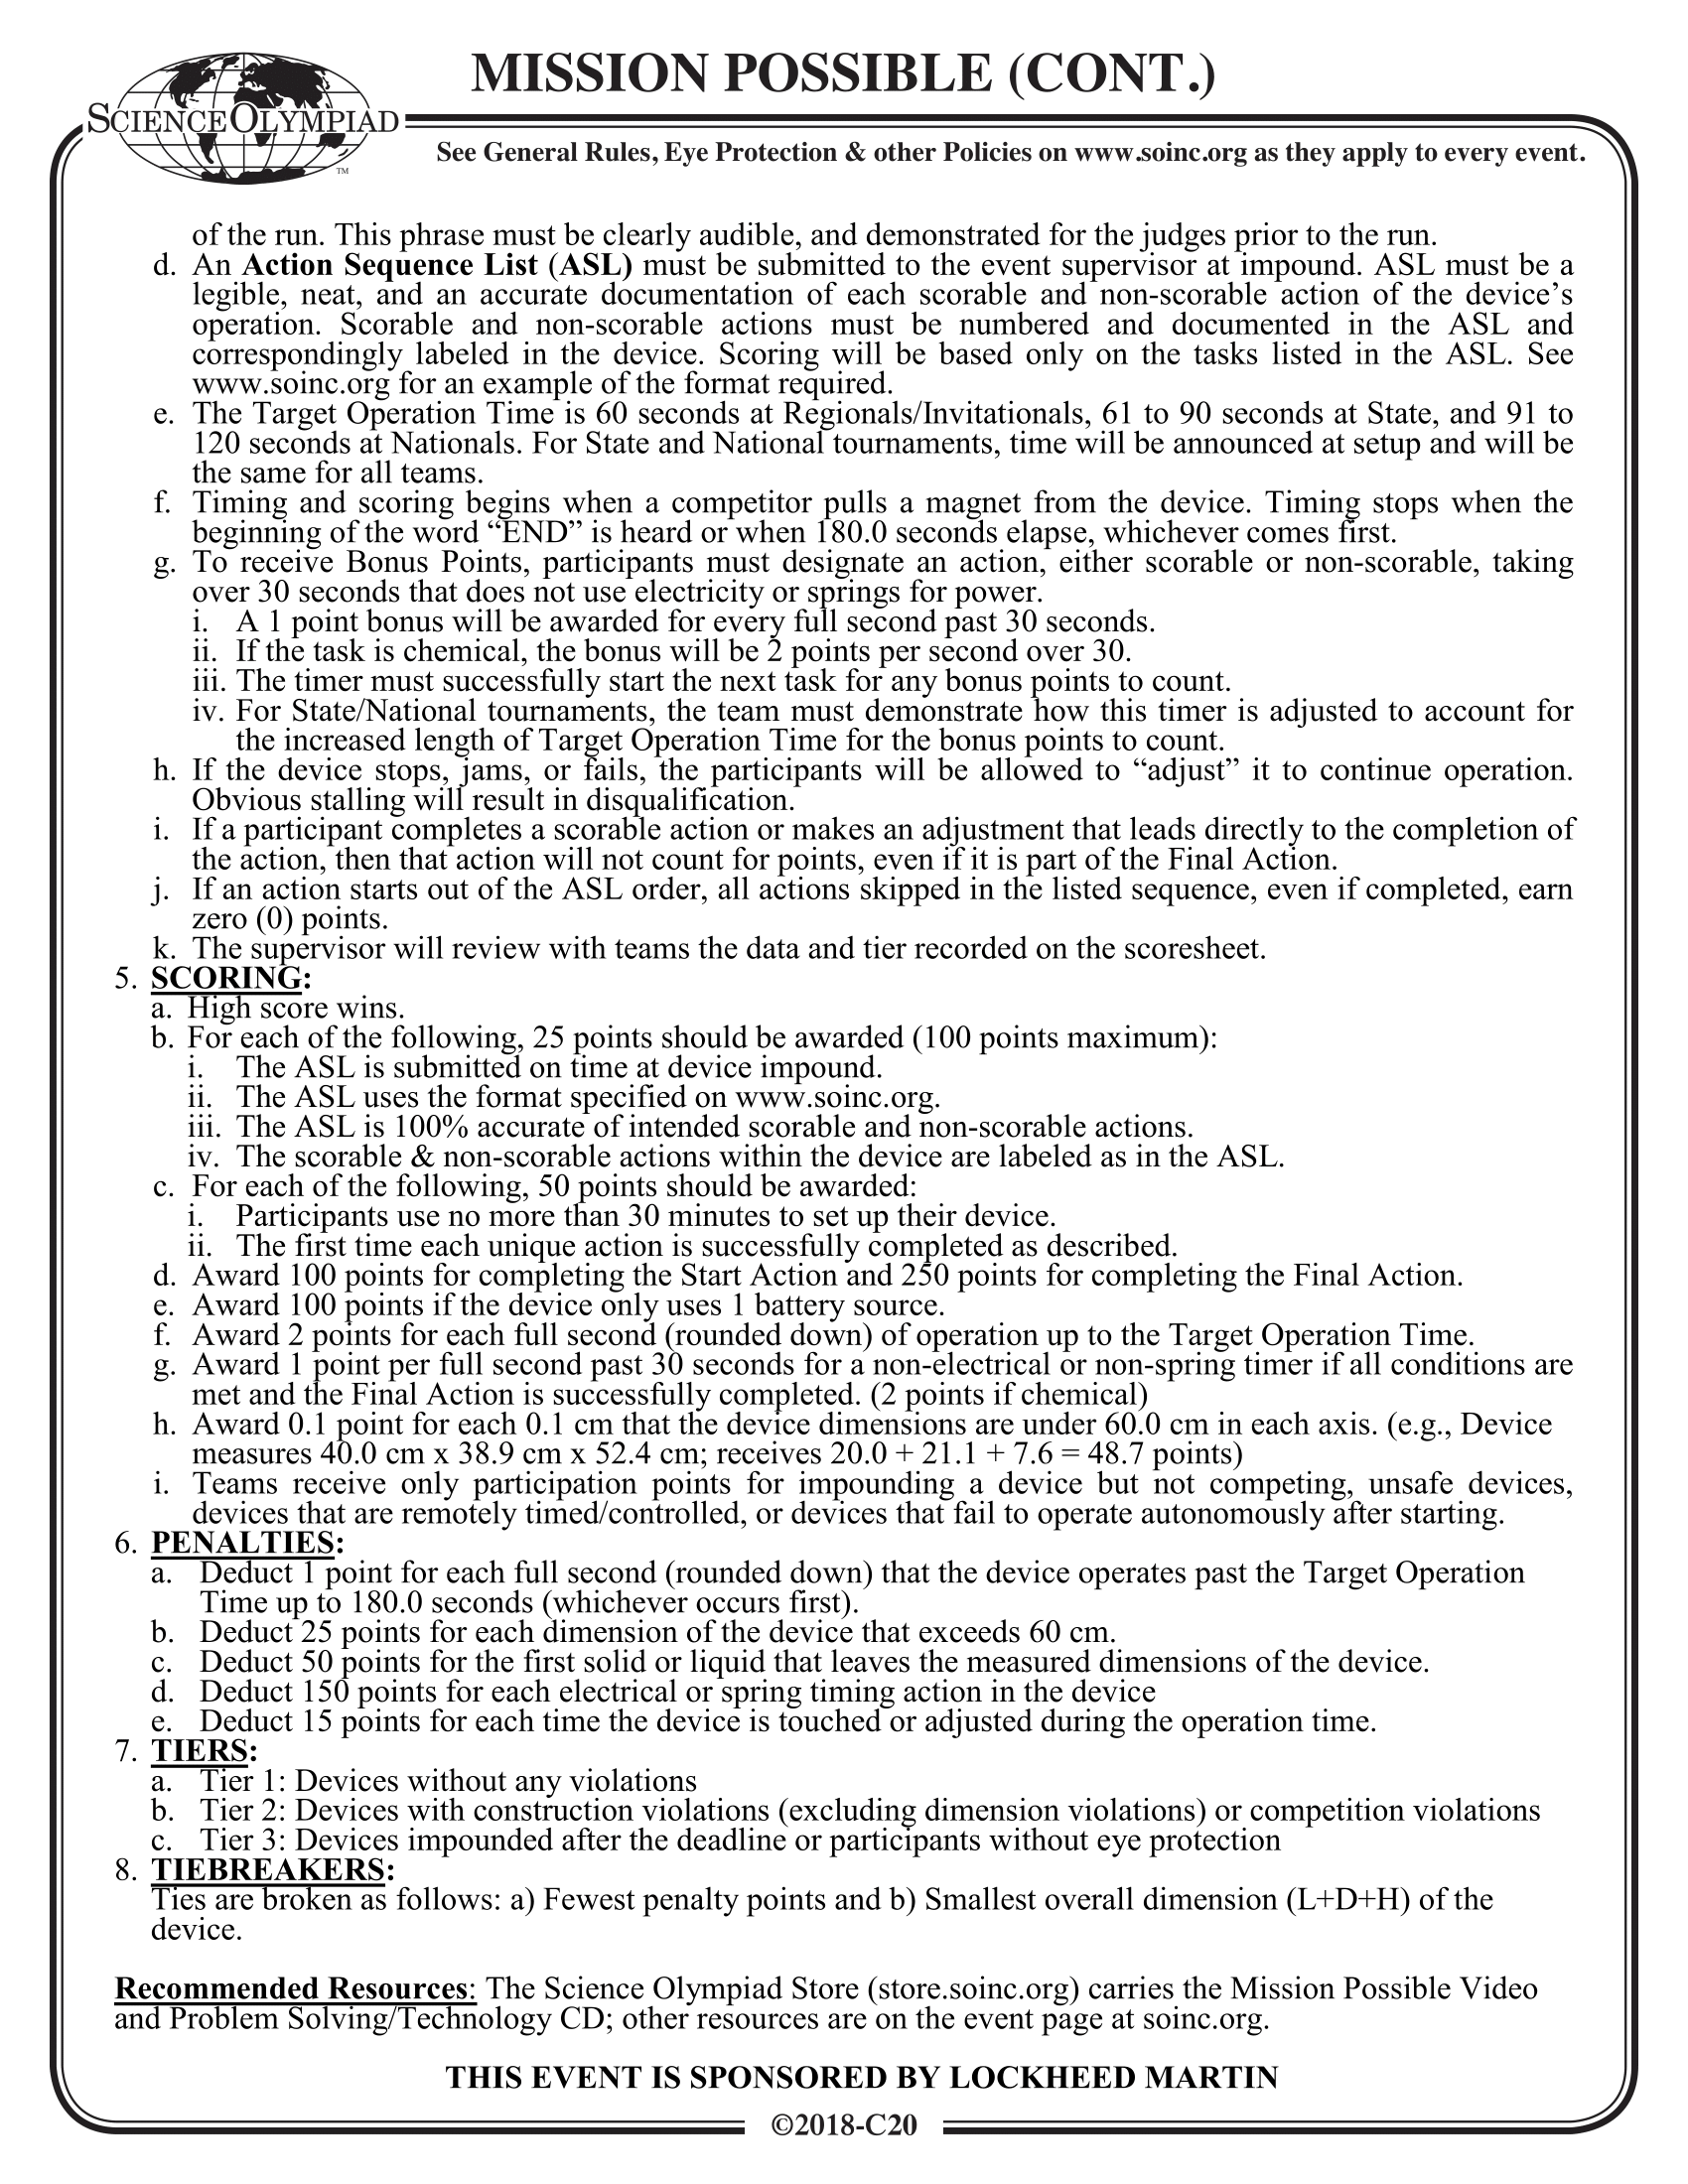 MISSION POSSIBLE (CONT.)
SCIENCE OLYMPIAD
TM
See General Rules, Eye Protection & other Policies on www.soinc.org as they apply to every event.
of the run. This phrase must be clearly audible, and demonstrated for the judges prior to the run.
d. An Action Sequence List (ASL) must be submitted to the event supervisor at impound. ASL must be a
legible, neat, and an accurate documentation of each scorable and non-scorable action of the device's
operation. Scorable and non-scorable actions must be numbered and documented in the ASL and
correspondingly labeled in the device. Scoring will be based only on the tasks listed in the ASL. See
www.soinc.org for an example of the format required.
e. The Target Operation Time is 60 seconds at Regionals/Invitationals, 61 to 90 seconds at State, and 91 to
120 seconds at Nationals. For State and National tournaments, time will be announced at setup and will be
the same for all teams.
f. Timing and scoring begins when a competitor pulls a magnet from the device. Timing stops when the
beginning of the word “END” is heard or when 180.0 seconds elapse, whichever comes first.
g. To receive Bonus Points, participants must designate an action, either scorable or non-scorable, taking
over 30 seconds that does not use electricity or springs for power.
i. A 1 point bonus will be awarded for every full second past 30 seconds.
ii. If the task is chemical, the bonus will be 2 points per second over 30.
iii. The timer must successfully start the next task for any bonus points to count.
iv. For State/National tournaments, the team must demonstrate how this timer is adjusted to account for
the increased length of Target Operation Time for the bonus points to count.
h. If the device stops, jams, or fails, the participants will be allowed to “adjust” it to continue operation.
Obvious stalling will result in disqualification.
i. If a participant completes a scorable action or makes an adjustment that leads directly to the completion of
the action, then that action will not count for points, even if it is part of the Final Action.
j. If an action starts out of the ASL order, all actions skipped in the listed sequence, even if completed, earn
zero (0) points.
k. The supervisor will review with teams the data and tier recorded on the scoresheet.
5. SCORING:
a. High score wins.
b. For each of the following, 25 points should be awarded (100 points maximum):
i. The ASL is submitted on time at device impound.
ii. The ASL uses the format specified on www.soinc.org.
iii. The ASL is 100% accurate of intended scorable and non-scorable actions.
iv. The scorable & non-scorable actions within the device are labeled as in the ASL.
c. For each of the following, 50 points should be awarded:
i. Participants use no more than 30 minutes to set up their device.
ii. The first time each unique action is successfully completed as described.
d. Award 100 points for completing the Start Action and 250 points for completing the Final Action.
e. Award 100 points if the device only uses 1 battery source.
f. Award 2 points for each full second (rounded down) of operation up to the Target Operation Time.
g. Award 1 point per full second past 30 seconds for a non-electrical or non-spring timer if all conditions are
met and the Final Action is successfully completed. (2 points if chemical)
h. Award 0.1 point for each 0.1 cm that the device dimensions are under 60.0 cm in each axis. (e.g., Device
measures 40.0 cm x 38.9 cm x 52.4 cm; receives 20.0 + 21.1 + 7.6 = 48.7 points)
i. Teams receive only participation points for impounding a device but not competing, unsafe devices,
devices that are remotely timed/controlled, or devices that fail to operate autonomously after starting.
6. PENALTIES:
a. Deduct 1 point for each full second (rounded down) that the device operates past the Target Operation
Time up to 180.0 seconds (whichever occurs first).
b. Deduct 25 points for each dimension of the device that exceeds 60 cm.
c. Deduct 50 points for the first solid or liquid that leaves the measured dimensions of the device.
d. Deduct 150 points for each electrical or spring timing action in the device
e. Deduct 15 points for each time the device is touched or adjusted during the operation time.
7. TIERS:
a. Tier 1: Devices without any violations
b. Tier 2: Devices with construction violations (excluding dimension violations) or competition violations
c. Tier 3: Devices impounded after the deadline or participants without eye protection
8. TIEBREAKERS:
Ties are broken as follows: a) Fewest penalty points and b) Smallest overall dimension (L+D+H) of the
device.
Recommended Resources: The Science Olympiad Store (store.soinc.org) carries the Mission Possible Video
and Problem Solving/Technology CD; other resources are on the event page at soinc.org.
THIS EVENT IS SPONSORED BY LOCKHEED MARTIN
©2018-C20